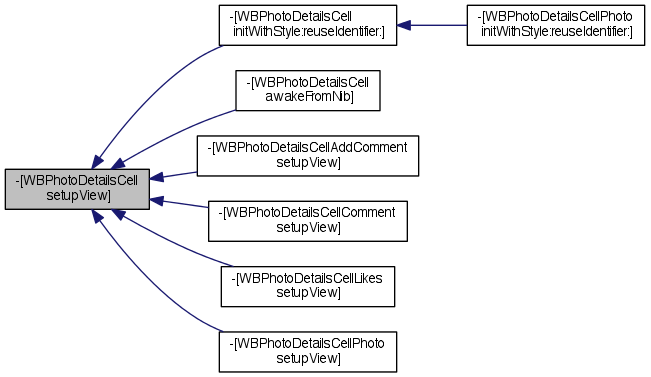 -[WBPhotoDetailsCell
initWithStyle:reuseIdentifier:]
-[WBPhotoDetailsCellPhoto
initWithStyle:reuseIdentifier:]
-[WBPhotoDetailsCell
awakeFromNib]
-[WBPhotoDetailsCellAddComment
setupView]
-[WBPhotoDetailsCell
setupView]
-[WBPhotoDetailsCellComment
setupView]
-[WBPhotoDetailsCellLikes
setupView]
-[WBPhotoDetailsCellPhoto
setupView]